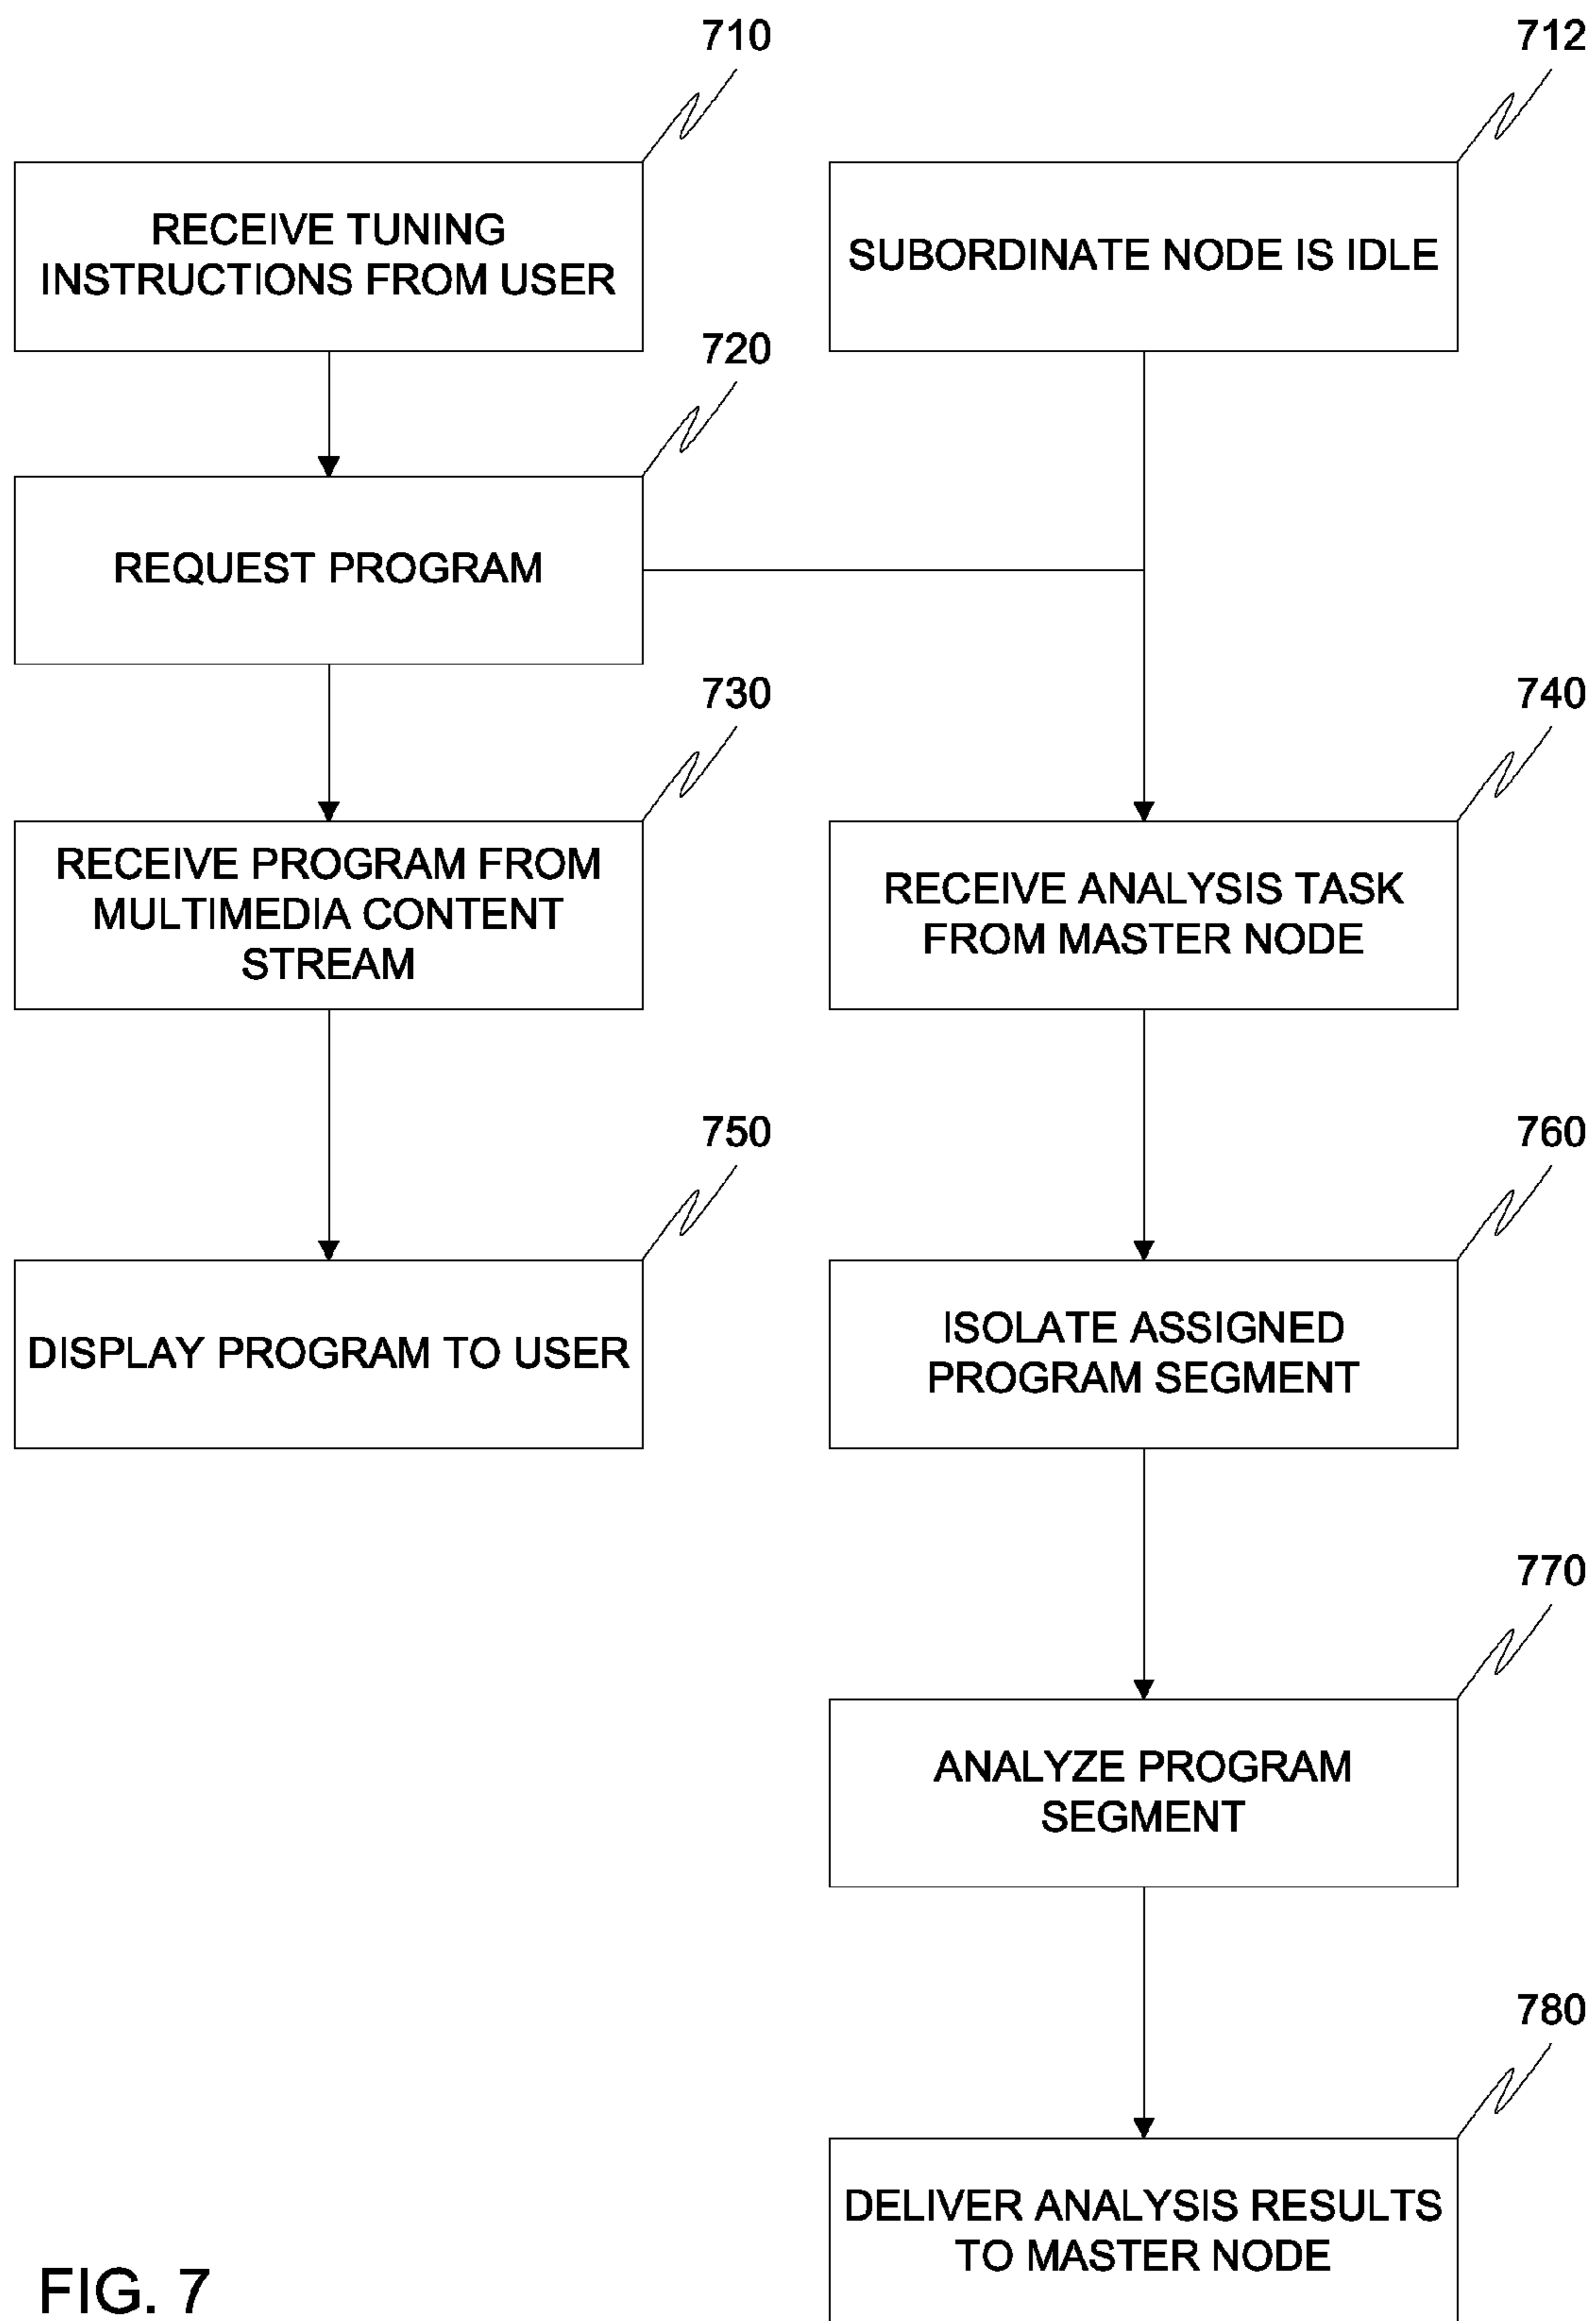 710
712
RECEIVE TUNING
INSTRUCTIONS FROM USER
SUBORDINATE NODE IS IDLE
720
REQUEST PROGRAM
730
740
RECEIVE PROGRAM FROM
MULTIMEDIA CONTENT
STREAM
RECEIVE ANALYSIS TASK
FROM MASTER NODE
750
760
DISPLAY PROGRAM TO USER
ISOLATE ASSIGNED
PROGRAM SEGMENT
770
ANALYZE PROGRAM
SEGMENT
780
DELIVER ANALYSIS RESULTS
TO MASTER NODE
FIG. 7